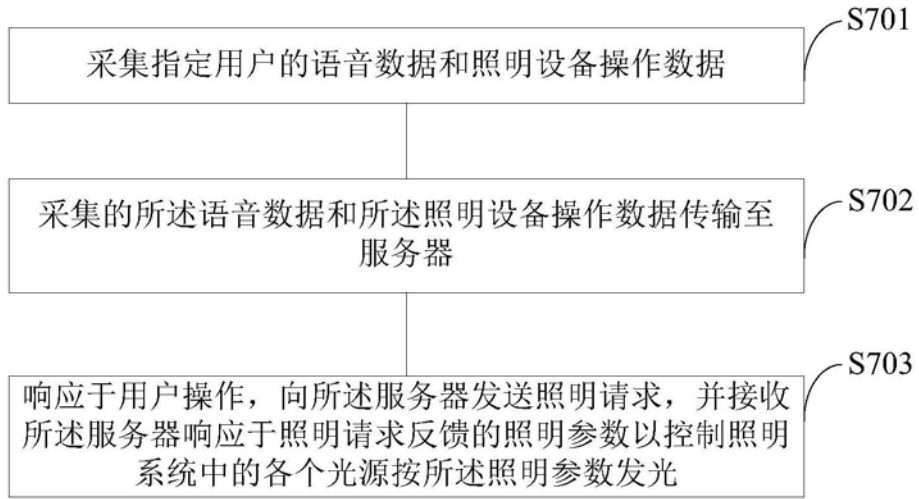 S701
采集指定用户的语音数据和照明设备操作数据
S702
采集的所述语音数据和所述照明设备操作数据传输至
服务器
S703
响应于用户操作，向所述服务器发送照明请求，并接收
所述服务器响应于照明请求反馈的照明参数以控制照明
系统中的各个光源按所述照明参数发光